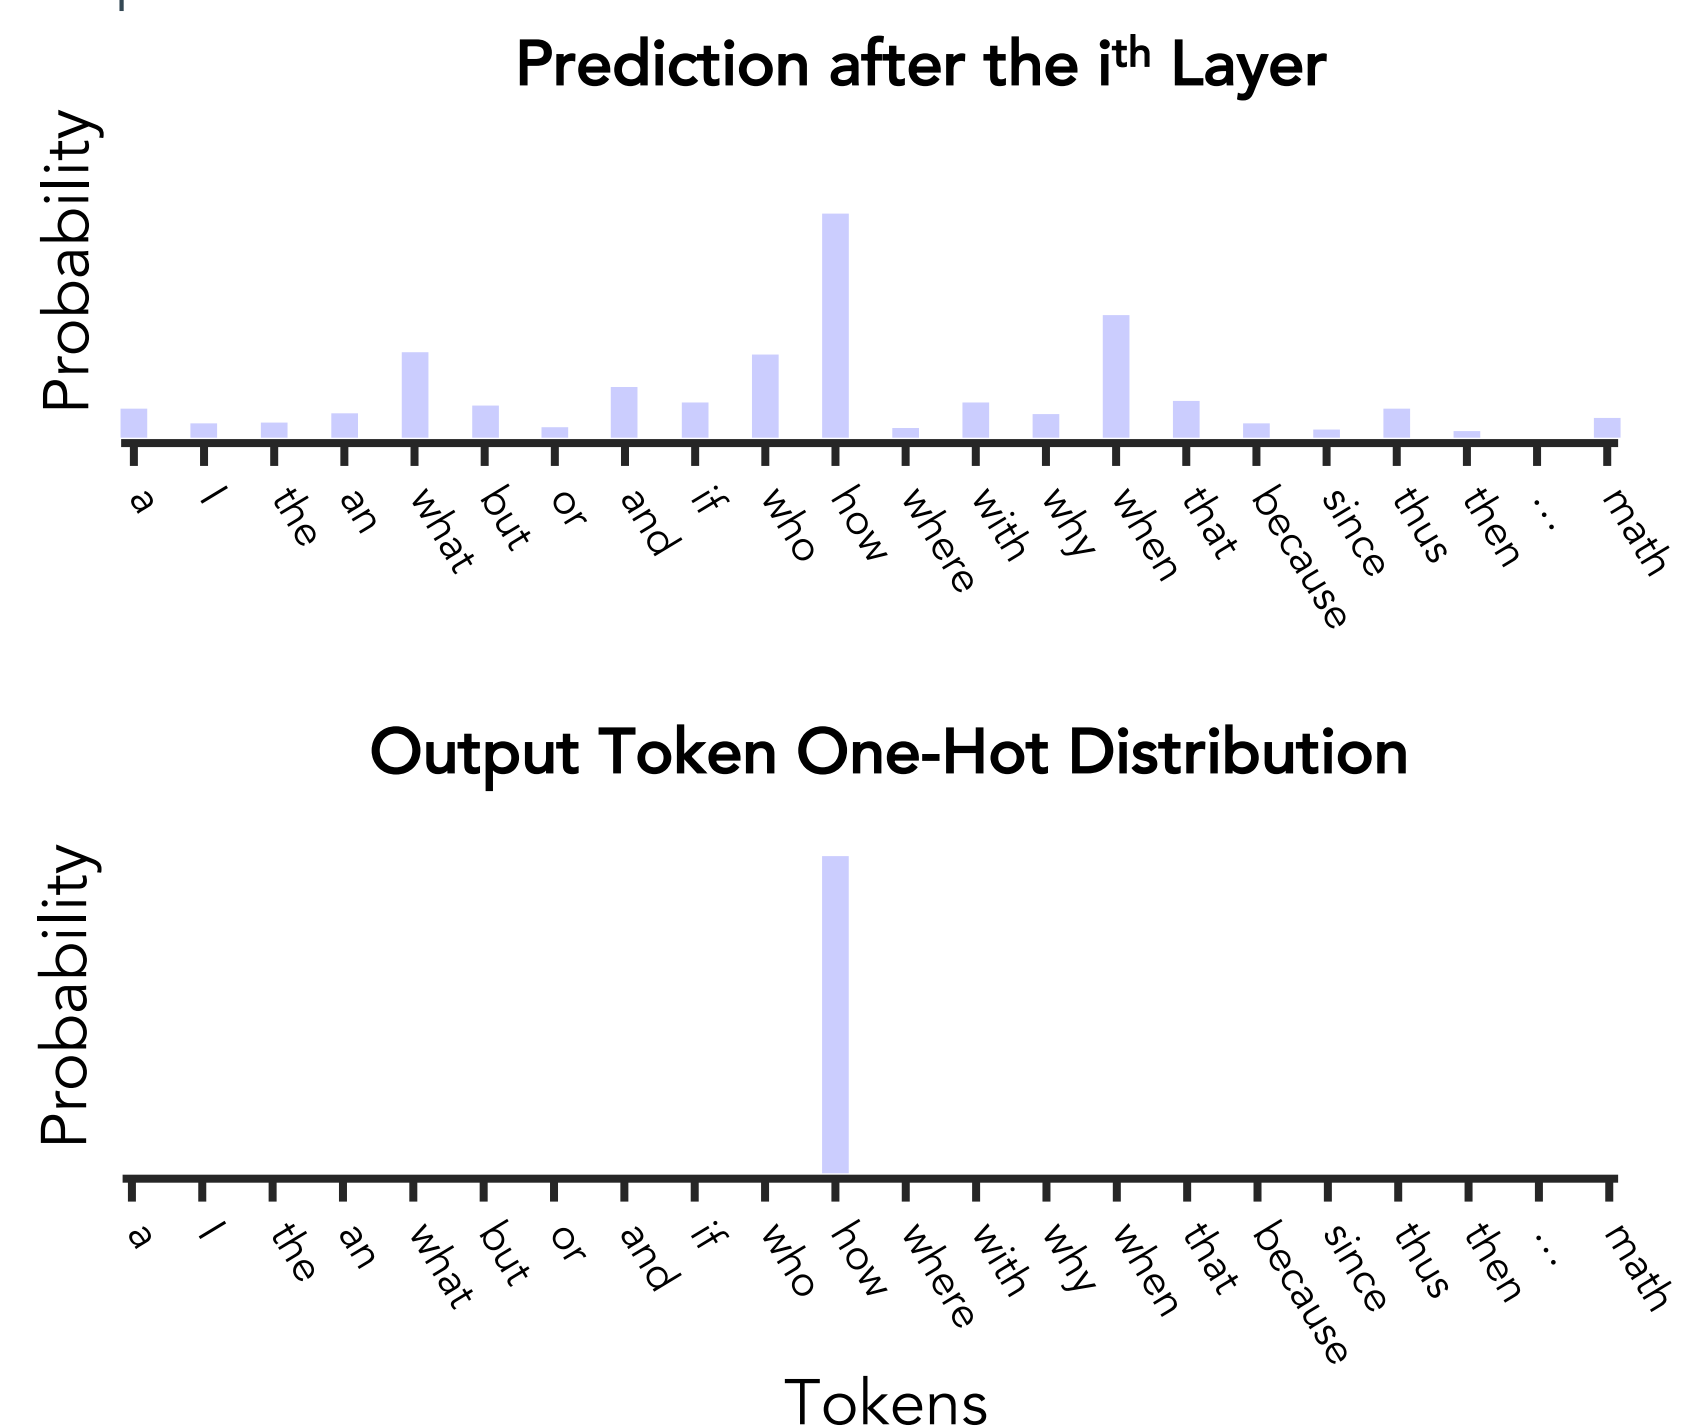 Prediction after the ith Layer
Probability
a I the an what but or and if who how where with why when that because since thus then ... math
Output Token One-Hot Distribution
Probability
a I the an what but or and if who how where with why when that because since thus then ... math
Tokens